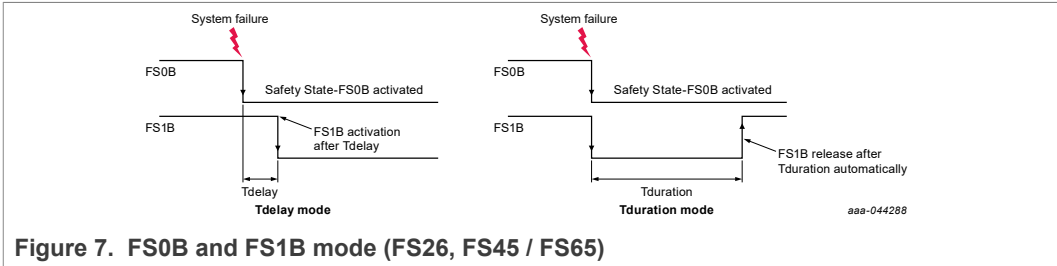 System failure
FS0B
Safety State-FS0B activated
FS1B
FS1B activation
after Tdelay
Tdelay
Tdelay mode
System failure
FS0B
Safety State-FS0B activated
FS1B
FS1B release after
Tduration automatically
Tduration
Tduration mode
aaa-044288
Figure 7. FS0B and FS1B mode (FS26, FS45 / FS65)